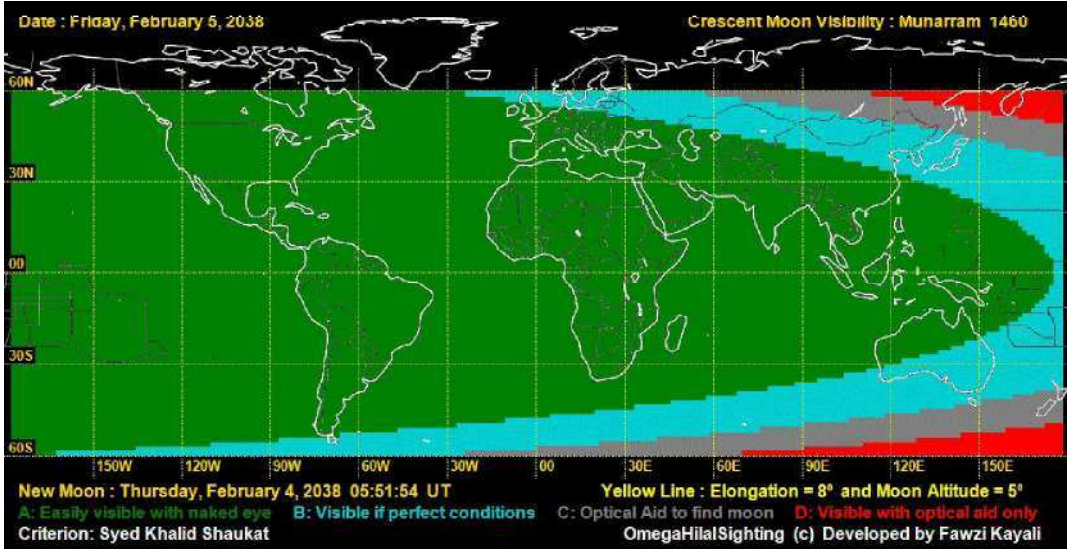 Date : Friday, February 5, 2038 Crescent Moon Visibility : Muharram 1460
60N
30N
00
30S
60S
150W 120W 90W 60W 30W 00 30E 60E 90E 120E 150E
New Moon : Thursday, February 4, 2038 05:51:54 UT Yellow Line : Elongation = 8° and Moon Altitude = 5°
A: Easily visible with naked eye B: Visible if perfect conditions C: Optical Aid to find moon D: Visible with optical aid only
Criterion: Syed Khalid Shaukat OmegaHilalSighting (c) Developed by Fawzi Kayali